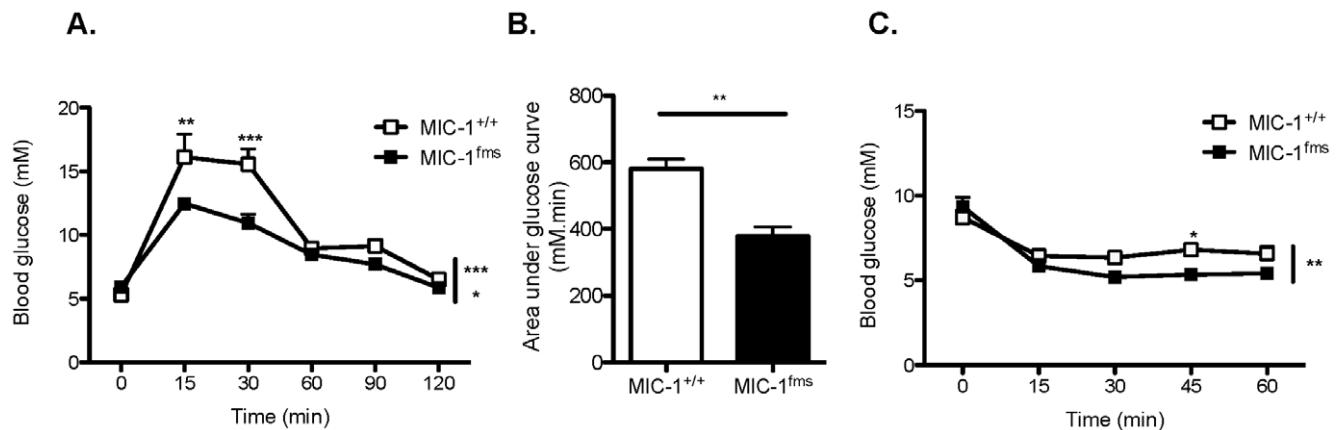 A.
20
15
10
5
0
Blood glucose (mM)
**
***
MIC-1+/+
MIC-1fms
***
*
0 15 30 60 90 120
Time (min)
B.
800
600
400
200
0
Area under glucose curve
(mM.min)
**
MIC-1+/+ MIC-1fms
C.
15
10
5
0
Blood glucose (mM)
MIC-1+/+
MIC-1fms
*
**
0 15 30 45 60
Time (min)